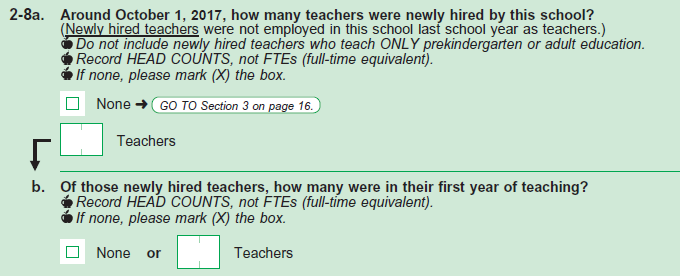 2-8a. Around October 1, 2017, how many teachers were newly hired by this school?
(Newly hired teachers were not employed in this school last school year as teachers.)
Do not include newly hired teachers who teach ONLY prekindergarten or adult education.
Record HEAD COUNTS, not FTEs (full-time equivalent).
If none, please mark (X) the box.
None ➔ GO TO Section 3 on page 16.
Teachers
b. Of those newly hired teachers, how many were in their first year of teaching?
Record HEAD COUNTS, not FTEs (full-time equivalent).
If none, please mark (X) the box.
None or Teachers